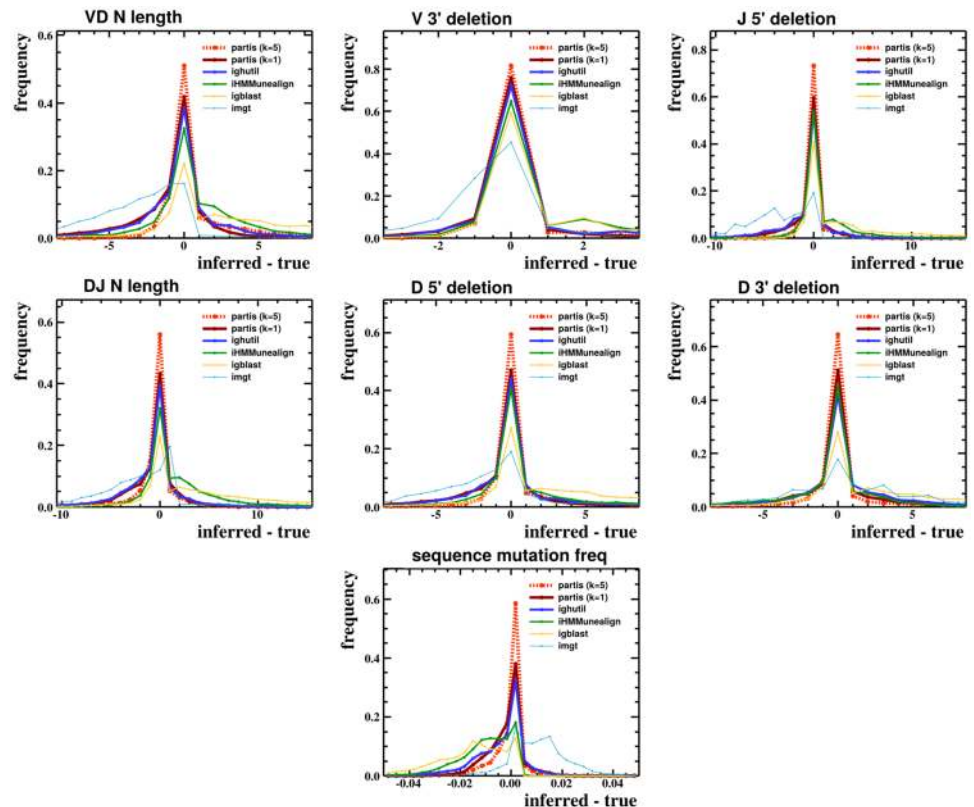 VD N length
frequency
0.6
0.4
0.2
0.0
-5 0 5
inferred - true
partis (k=5)
partis (k=1)
ighutil
iHMMunealign
igblast
imgt
V 3' deletion
frequency
0.8
0.6
0.4
0.2
0.0
-2 0 2
inferred - true
partis (k=5)
partis (k=1)
ighutil
iHMMunealign
igblast
imgt
J 5' deletion
frequency
0.8
0.6
0.4
0.2
0.0
-10 0 10
inferred - true
partis (k=5)
partis (k=1)
ighutil
iHMMunealign
igblast
imgt
DJ N length
frequency
0.6
0.4
0.2
0.0
-10 0 10
inferred - true
partis (k=5)
partis (k=1)
ighutil
iHMMunealign
igblast
imgt
D 5' deletion
frequency
0.6
0.4
0.2
0.0
-5 0 5
inferred - true
partis (k=5)
partis (k=1)
ighutil
iHMMunealign
igblast
imgt
D 3' deletion
frequency
0.6
0.4
0.2
0.0
-5 0 5
inferred - true
partis (k=5)
partis (k=1)
ighutil
iHMMunealign
igblast
imgt
sequence mutation freq
frequency
0.6
0.4
0.2
0.0
-0.04 -0.02 0.00 0.02 0.04
inferred - true
partis (k=5)
partis (k=1)
ighutil
iHMMunealign
igblast
imgt